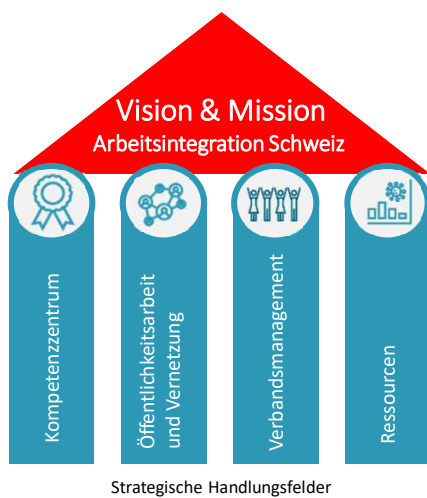 Vision & Mission
Arbeitsintegration Schweiz
Kompetenzzentrum
Öffentlichkeitsarbeit
und Vernetzung
Verbandsmanagement
Ressourcen
Strategische Handlungsfelder